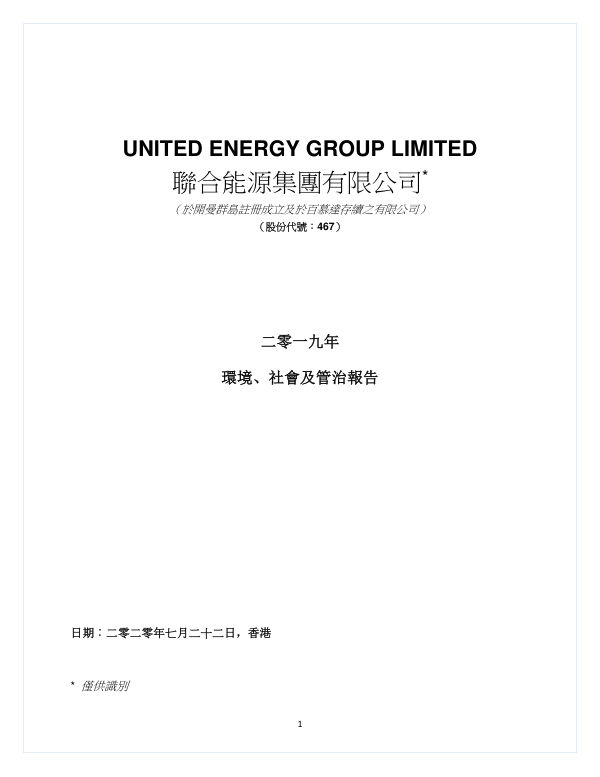 UNITED ENERGY GROUP LIMITED
聯合能源集團有限公司*
（於開曼群島註冊成立及於百慕達存續之有限公司）
（股份代號：467）
二零一九年
環境、社會及管治報告
日期：二零二零年七月二十二日，香港
* 僅供識別
1